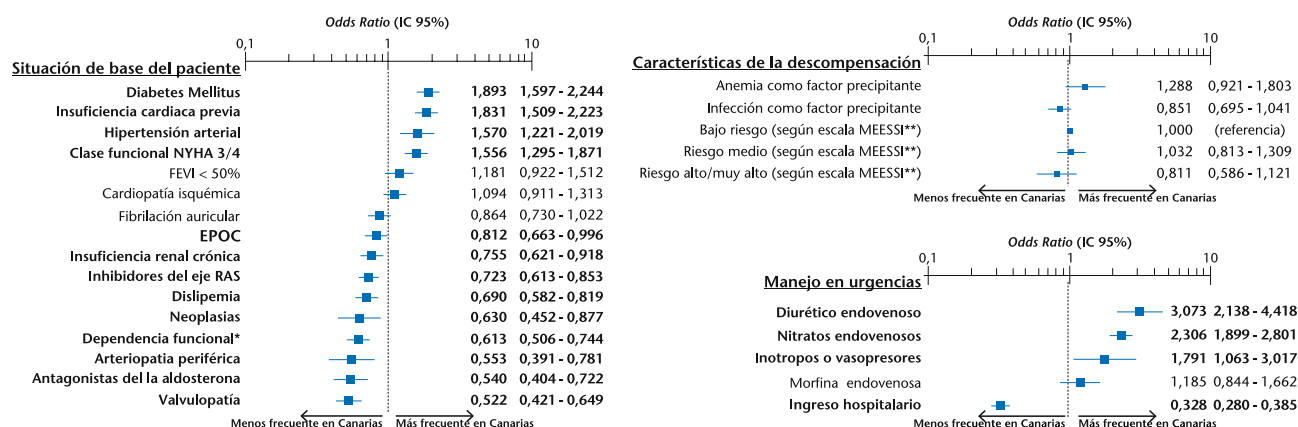 Odds Ratio (IC 95%)
0,1 1 10
Situación de base del paciente
Diabetes Mellitus 1,893 1,597 - 2,244
Insuficiencia cardiaca previa 1,831 1,509 - 2,223
Hipertensión arterial 1,570 1,221 - 2,019
Clase funcional NYHA 3/4 1,556 1,295 - 1,871
FEVI < 50% 1,181 0,922 - 1,512
Cardiopatía isquémica 1,094 0,911 - 1,313
Fibrilación auricular 0,864 0,730 - 1,022
EPOC 0,812 0,663 - 0,996
Insuficiencia renal crónica 0,755 0,621 - 0,918
Inhibidores del eje RAS 0,723 0,613 - 0,853
Dislipemia 0,690 0,582 - 0,819
Neoplasias 0,630 0,452 - 0,877
Dependencia funcional* 0,613 0,506 - 0,744
Arteriopatia periférica 0,553 0,391 - 0,781
Antagonistas del la aldosterona 0,540 0,404 - 0,722
Valvulopatía 0,522 0,421 - 0,649
Menos frecuente en Canarias Más frecuente en Canarias
Odds Ratio (IC 95%)
0,1 1 10
Características de la descompensación
Anemia como factor precipitante 1,288 0,921 - 1,803
Infección como factor precipitante 0,851 0,695 - 1,041
Bajo riesgo (según escala MEESSI**) 1,000 (referencia)
Riesgo medio (según escala MEESSI**) 1,032 0,813 - 1,309
Riesgo alto/muy alto (según escala MEESSI**) 0,811 0,586 - 1,121
Menos frecuente en Canarias Más frecuente en Canarias
Odds Ratio (IC 95%)
0,1 1 10
Manejo en urgencias
Diurético endovenoso 3,073 2,138 - 4,418
Nitratos endovenosos 2,306 1,899 - 2,801
Inotropos o vasopresores 1,791 1,063 - 3,017
Morfina endovenosa 1,185 0,844 - 1,662
Ingreso hospitalario 0,328 0,280 - 0,385
Menos frecuente en Canarias Más frecuente en Canarias